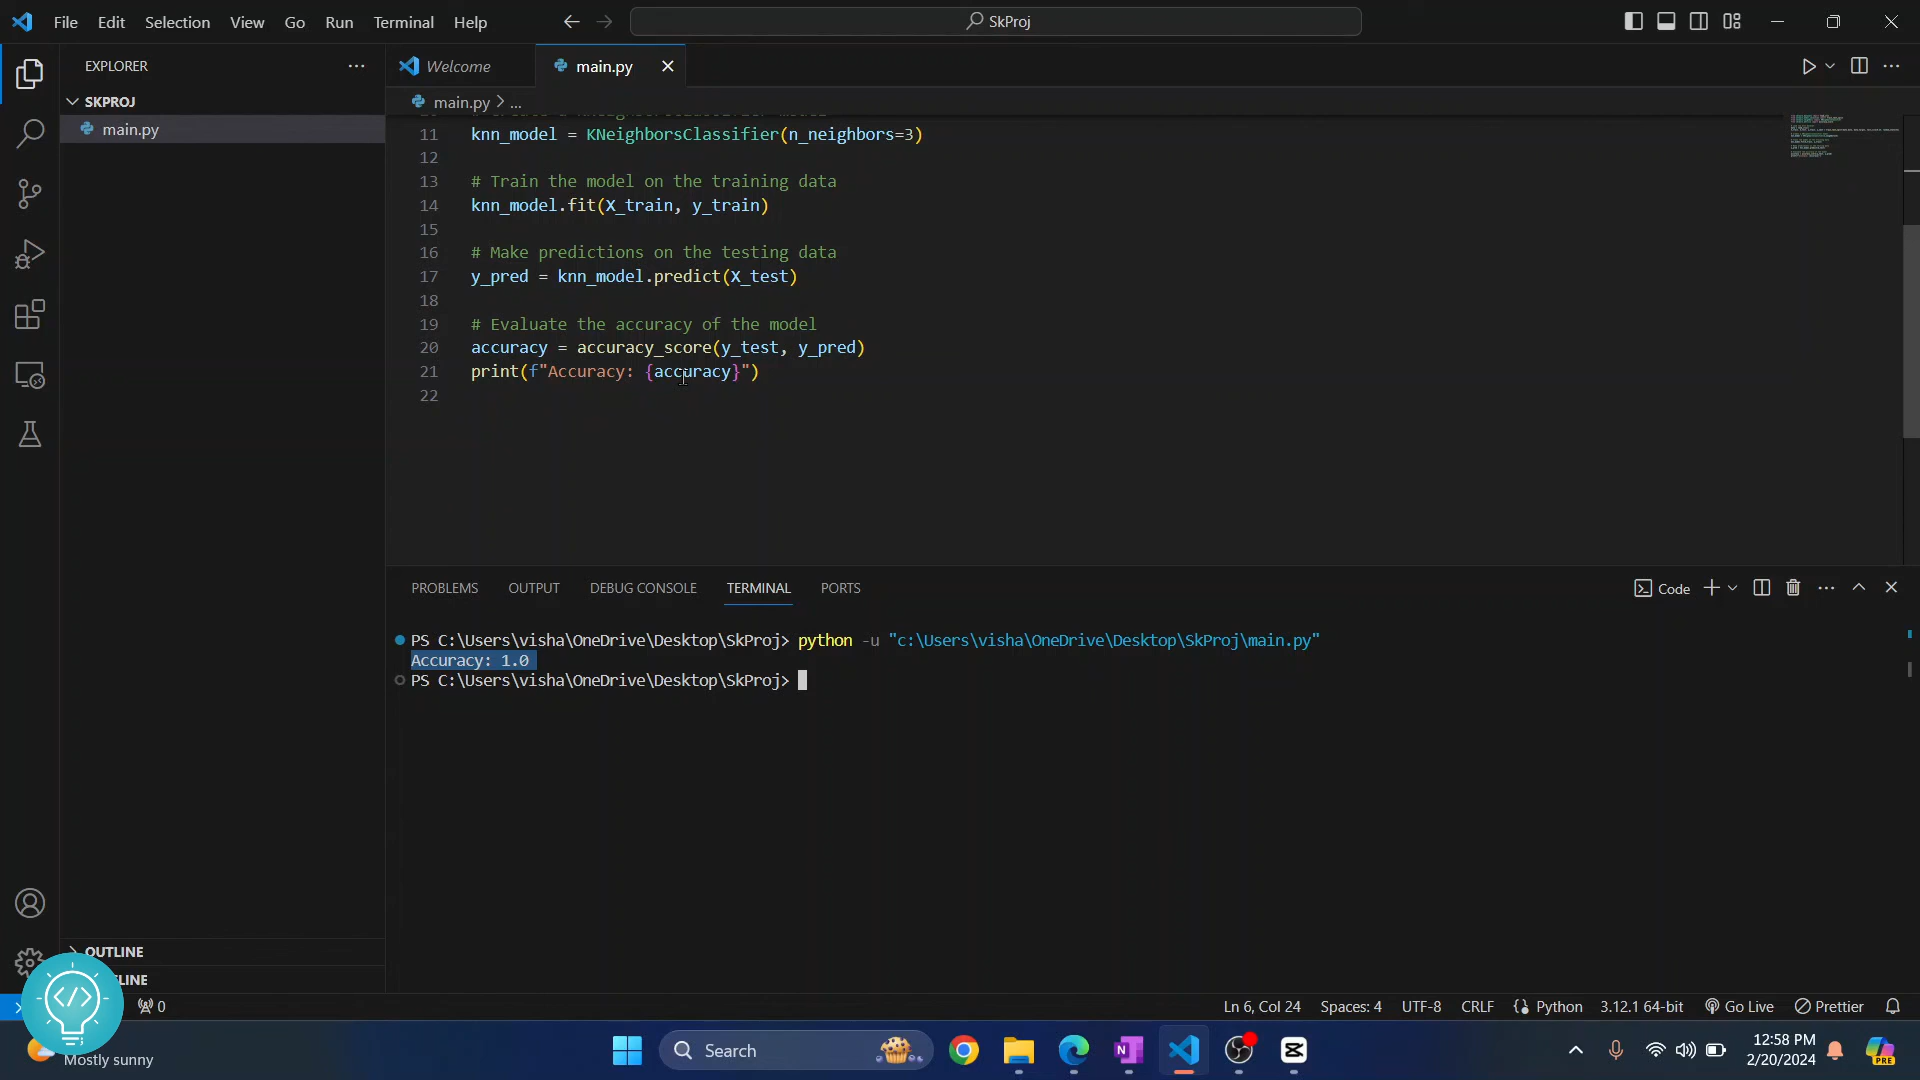 File Edit Selection View Go Run Terminal Help
SkProj
EXPLORER
SKPROJ
main.py
Welcome
main.py
main.py > ...
11 knn_model = KNeighborsClassifier(n_neighbors=3)
12
13 # Train the model on the training data
14 knn_model.fit(X_train, y_train)
15
16 # Make predictions on the testing data
17 y_pred = knn_model.predict(X_test)
18
19 # Evaluate the accuracy of the model
20 accuracy = accuracy_score(y_test, y_pred)
21 print(f"Accuracy: {accuracy}")
22
PROBLEMS OUTPUT DEBUG CONSOLE TERMINAL PORTS
Code
PS C:\Users\visha\OneDrive\Desktop\SkProj> python -u "c:\Users\visha\OneDrive\Desktop\SkProj\main.py"
Accuracy: 1.0
PS C:\Users\visha\OneDrive\Desktop\SkProj>
OUTLINE
LINE
0
Ln 6, Col 24 Spaces: 4 UTF-8 CRLF Python 3.12.1 64-bit Go Live Prettier
Mostly sunny
Search
12:58 PM
2/20/2024
PRE